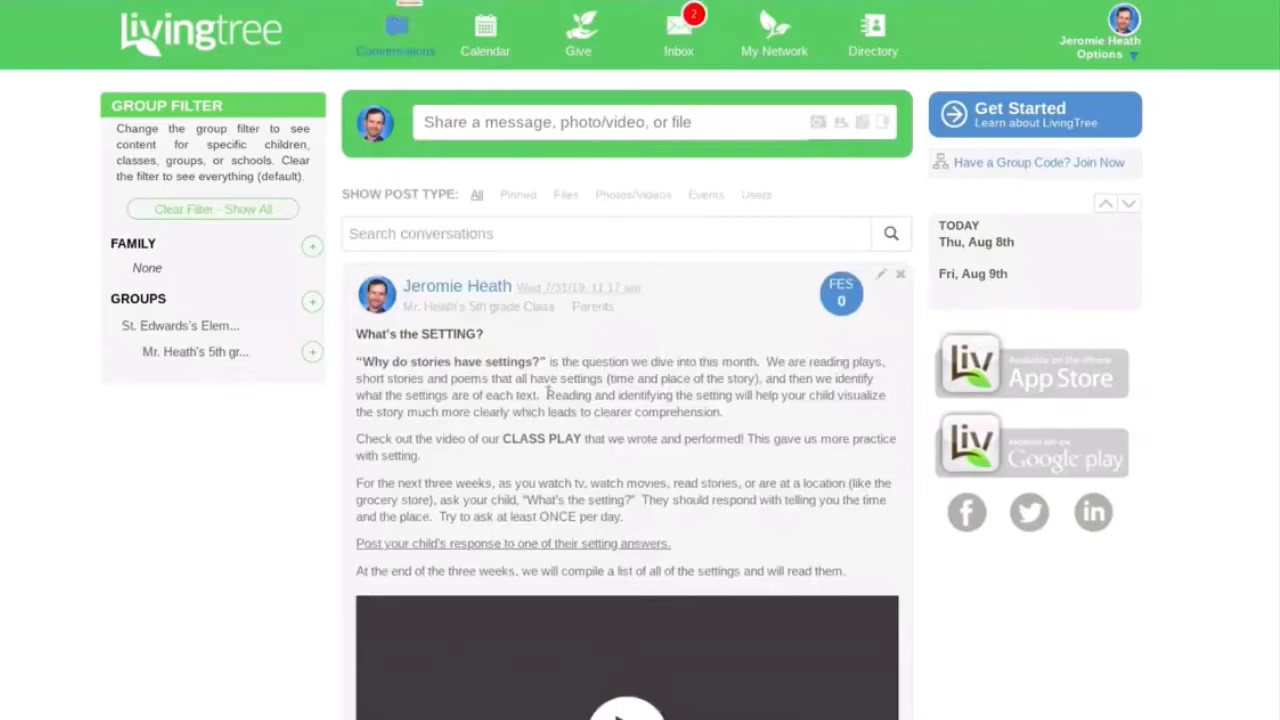 livingtree
Conversations
Calendar
Give
2
Inbox
My Network
Directory
Jeromie Heath
Options
GROUP FILTER
Change the group filter to see
content for specific children,
classes, groups, or schools. Clear
the filter to see everything (default).
Clear Filter - Show All
FAMILY
None
GROUPS
St. Edwards's Elem...
Mr. Heath's 5th gr...
Share a message, photo/video, or file
SHOW POST TYPE: All Pinned Files Photos/Videos Events Users
Search conversations
Jeromie Heath Wed 7/31/19, 11:17 am
Mr. Heath's 5th grade Class Parents
FES
0
What's the SETTING?
“Why do stories have settings?” is the question we dive into this month. We are reading plays,
short stories and poems that all have settings (time and place of the story), and then we identify
what the settings are of each text. Reading and identifying the setting will help your child visualize
the story much more clearly which leads to clearer comprehension.
Check out the video of our CLASS PLAY that we wrote and performed! This gave us more practice
with setting.
For the next three weeks, as you watch tv, watch movies, read stories, or are at a location (like the
grocery store), ask your child, “What's the setting?” They should respond with telling you the time
and the place. Try to ask at least ONCE per day.
Post your child's response to one of their setting answers.
At the end of the three weeks, we will compile a list of all of the settings and will read them.
Get Started
Learn about LivingTree
Have a Group Code? Join Now
TODAY
Thu, Aug 8th
Fri, Aug 9th
Liv
Available on the iPhone
App Store
Liv
ANDROID APP ON
Google play
f
in